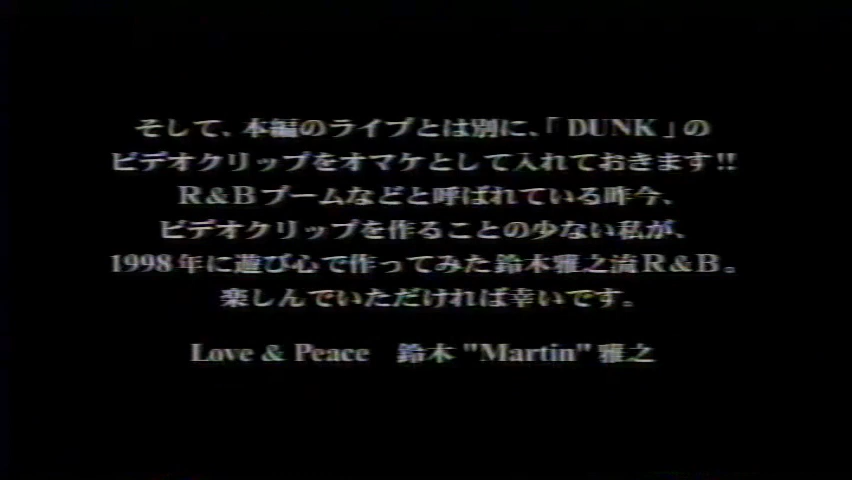 そして、本編のライブとは別に、「DUNK」の
ビデオクリップをオマケとして入れておきます!!
R&Bブームなどと呼ばれている昨今、
ビデオクリップを作ることの少ない私が、
1998年に遊び心で作ってみた鈴木雅之流R&B。
楽しんでいただければ幸いです。
Love & Peace 鈴木"Martin"雅之